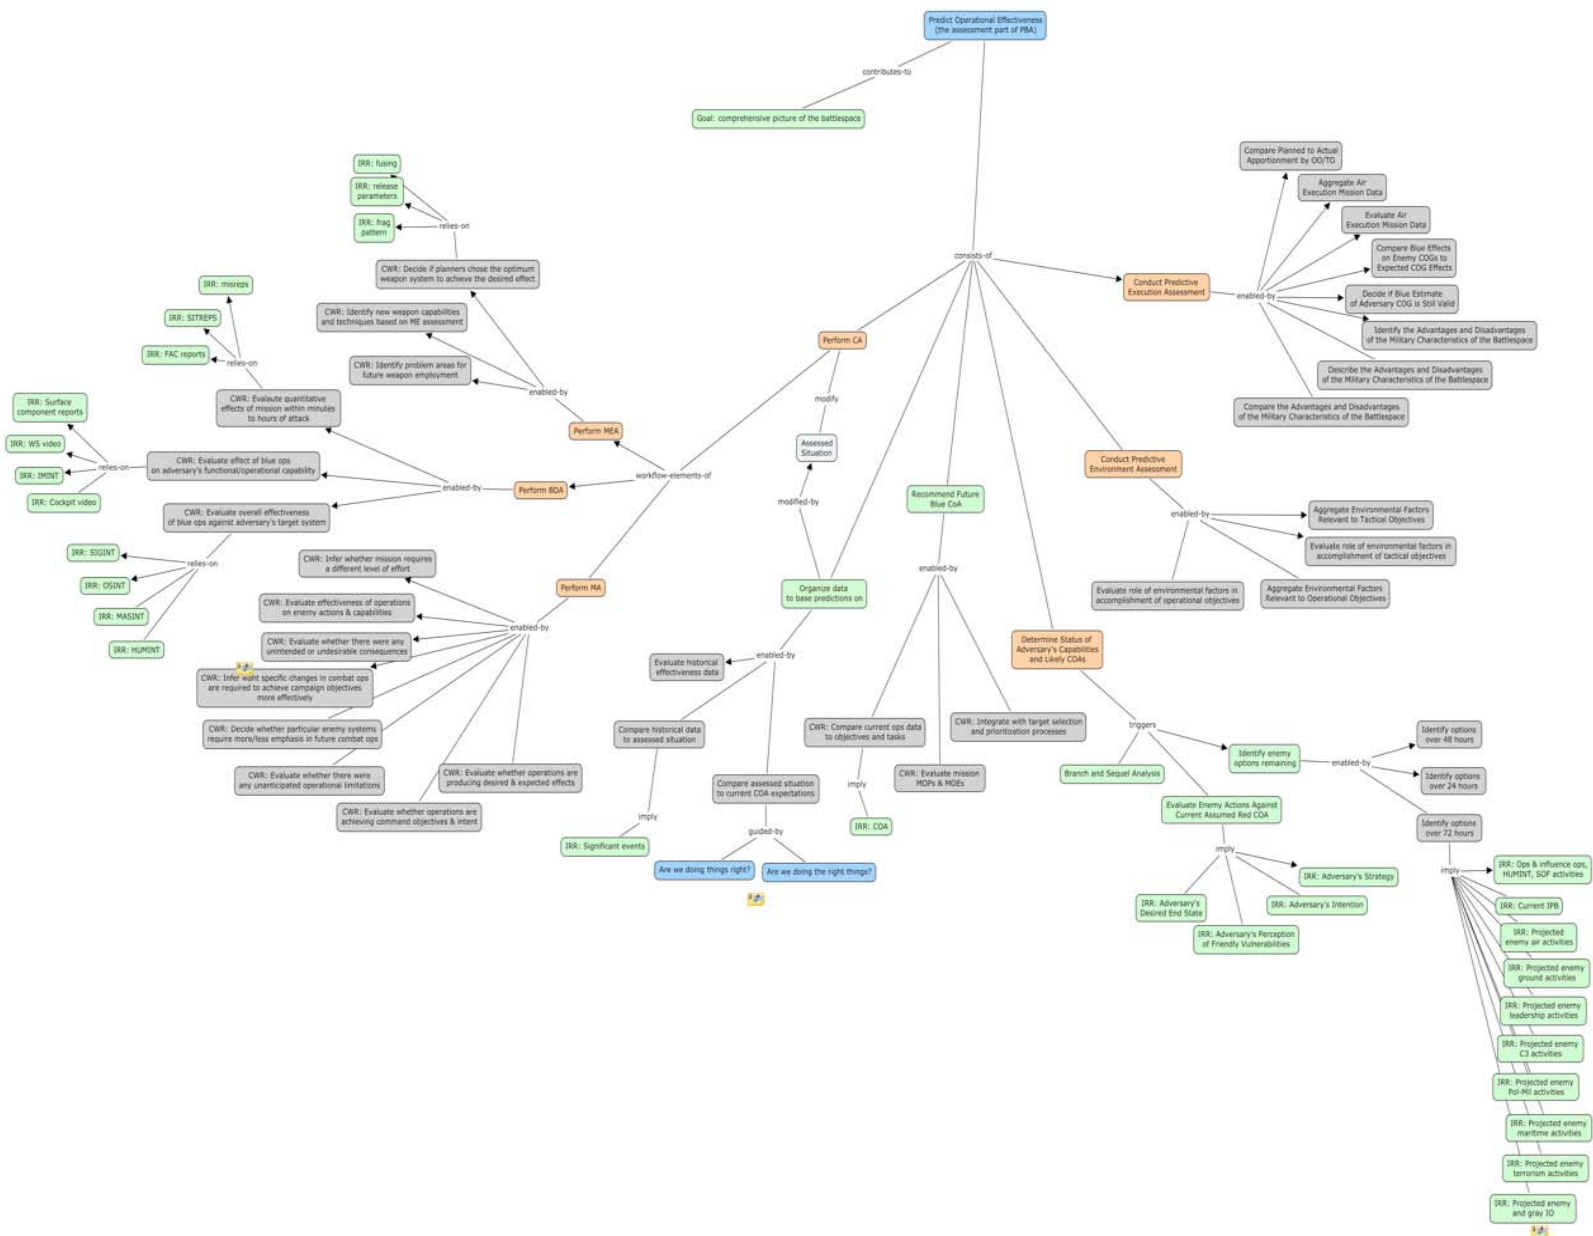 Predict Operational Effectiveness
(the assessment part of PBA)
contributes-to
Goal: comprehensive picture of the battlespace
consists-of
IRR: fusing
IRR: release
parameters
IRR: frag
pattern
relies-on
CWR: Decide if planners chose the optimum
weapon system to achieve the desired effect
CWR: Identify new weapon capabilities
and techniques based on ME assessment
CWR: Identify problem areas for
future weapon employment
enabled-by
Perform MEA
IRR: misreps
IRR: SITREPS
IRR: FAC reports
relies-on
CWR: Evalaute quantitative
effects of mission within minutes
to hours of attack
IRR: Surface
component reports
IRR: WS video
IRR: IMINT
IRR: Cockpit video
relies-on
CWR: Evaluate effect of blue ops
on adversary's functional/operational capability
CWR: Evaluate overall effectiveness
of blue ops against adversary's target system
enabled-by
Perform BDA
workflow-elements-of
IRR: SIGINT
IRR: OSINT
IRR: MASINT
IRR: HUMINT
relies-on
CWR: Infer whether mission requires
a different level of effort
CWR: Evaluate effectiveness of operations
on enemy actions & capabilities
CWR: Evaluate whether there were any
unintended or undesirable consequences
CWR: Infer want specific changes in combat ops
are required to achieve campaign objectives
more effectively
CWR: Decide whether particular enemy systems
require more/less emphasis in future combat ops
CWR: Evaluate whether there were
any unanticipated operational limitations
CWR: Evaluate whether operations are
achieving command objectives & intent
CWR: Evaluate whether operations are
producing desired & expected effects
enabled-by
Perform MA
Perform CA
modify
Assessed
Situation
modified-by
Organize data
to base predictions on
enabled-by
Evaluate historical
effectiveness data
Compare historical data
to assessed situation
imply
IRR: Significant events
Compare assessed situation
to current COA expectations
guided-by
Are we doing things right?
Are we doing the right things?
Recommend Future
Blue CoA
enabled-by
CWR: Compare current ops data
to objectives and tasks
imply
IRR: COA
CWR: Evaluate mission
MOPs & MOEs
CWR: Integrate with target selection
and prioritization processes
Conduct Predictive
Execution Assessment
enabled-by
Compare Planned to Actual
Apportionment by OO/TO
Aggregate Air
Execution Mission Data
Evaluate Air
Execution Mission Data
Compare Blue Effects
on Enemy COGs to
Expected COG Effects
Decide if Blue Estimate
of Adversary COG is Still Valid
Identify the Advantages and Disadvantages
of the Military Characteristics of the Battlespace
Describe the Advantages and Disadvantages
of the Military Characteristics of the Battlespace
Compare the Advantages and Disadvantages
of the Military Characteristics of the Battlespace
Conduct Predictive
Environment Assessment
enabled-by
Aggregate Environmental Factors
Relevant to Tactical Objectives
Evaluate role of environmental factors in
accomplishment of tactical objectives
Aggregate Environmental Factors
Relevant to Operational Objectives
Evaluate role of environmental factors in
accomplishment of operational objectives
Determine Status of
Adversary's Capabilities
and Likely COAs
triggers
Branch and Sequel Analysis
Identify enemy
options remaining
enabled-by
Identify options
over 48 hours
Identify options
over 24 hours
Identify options
over 72 hours
Evaluate Enemy Actions Against
Current Assumed Red COA
imply
IRR: Adversary's Strategy
IRR: Adversary's Intention
IRR: Adversary's
Desired End State
IRR: Adversary's Perception
of Friendly Vulnerabilities
imply
IRR: Ops & influence ops,
HUMINT, SOF activities
IRR: Current IPB
IRR: Projected
enemy air activities
IRR: Projected enemy
ground activities
IRR: Projected enemy
leadership activities
IRR: Projected enemy
C3 activities
IRR: Projected enemy
Pol-Mil activities
IRR: Projected enemy
maritime activities
IRR: Projected enemy
terrorism activities
IRR: Projected enemy
and gray IO